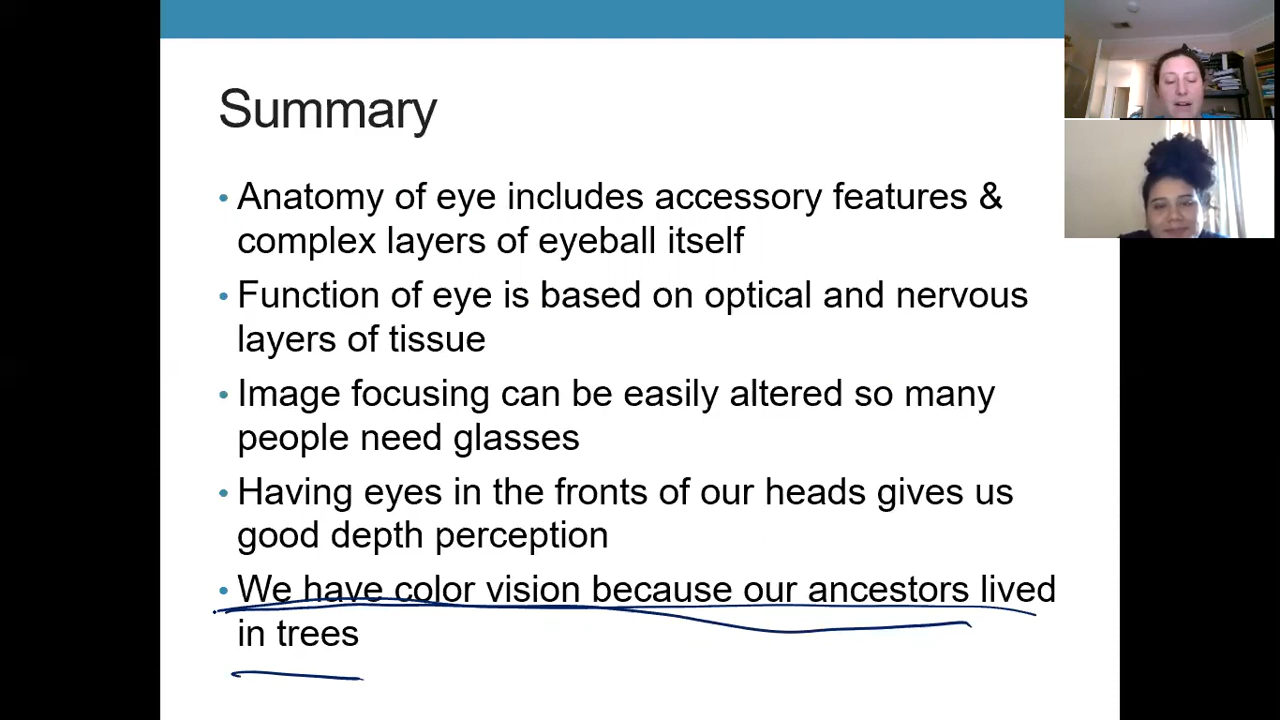 Summary
• Anatomy of eye includes accessory features &
complex layers of eyeball itself
• Function of eye is based on optical and nervous
layers of tissue
• Image focusing can be easily altered so many
people need glasses
• Having eyes in the fronts of our heads gives us
good depth perception
• We have color vision because our ancestors lived
in trees